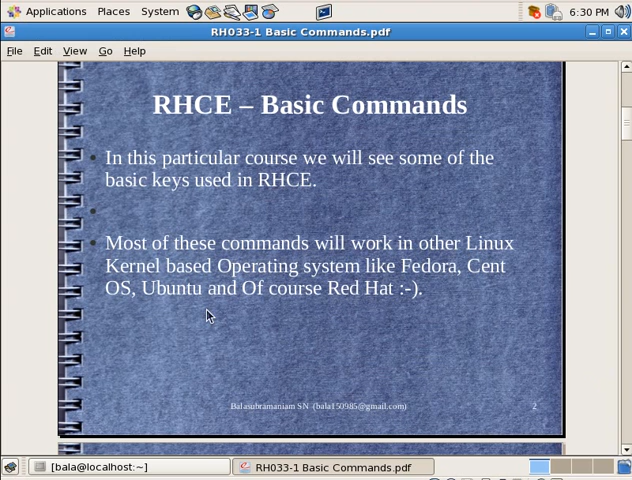 Applications Places System 6:30 PM
RH033-1 Basic Commands.pdf
File Edit View Go Help
RHCE – Basic Commands
• In this particular course we will see some of the
basic keys used in RHCE.
•
• Most of these commands will work in other Linux
Kernel based Operating system like Fedora, Cent
OS, Ubuntu and Of course Red Hat :-).
Balasubramaniam SN (bala150985@gmail.com) 2
[bala@localhost:~] RH033-1 Basic Commands.pdf